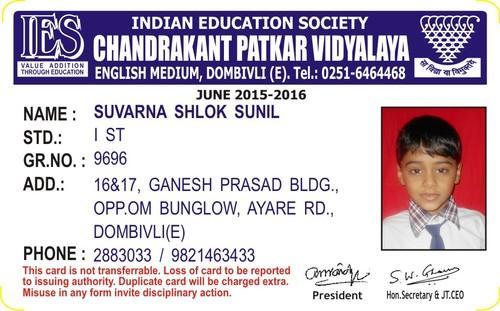 IES
VALUE ADDITION
THROUGH EDUCATION
INDIAN EDUCATION SOCIETY
CHANDRAKANT PATKAR VIDYALAYA
ENGLISH MEDIUM, DOMBIVLI (E). Tel.: 0251-6464468
सा विद्या या विमुक्तये
JUNE 2015-2016
NAME : SUVARNA SHLOK SUNIL
STD.: I ST
GR.NO. : 9696
ADD.: 16&17, GANESH PRASAD BLDG.,
OPP.OM BUNGLOW, AYARE RD.,
DOMBIVLI(E)
PHONE : 2883033 / 9821463433
This card is not transferrable. Loss of card to be reported
to issuing authority. Duplicate card will be charged extra.
Misuse in any form invite disciplinary action.
President
Hon.Secretary & JT.CEO